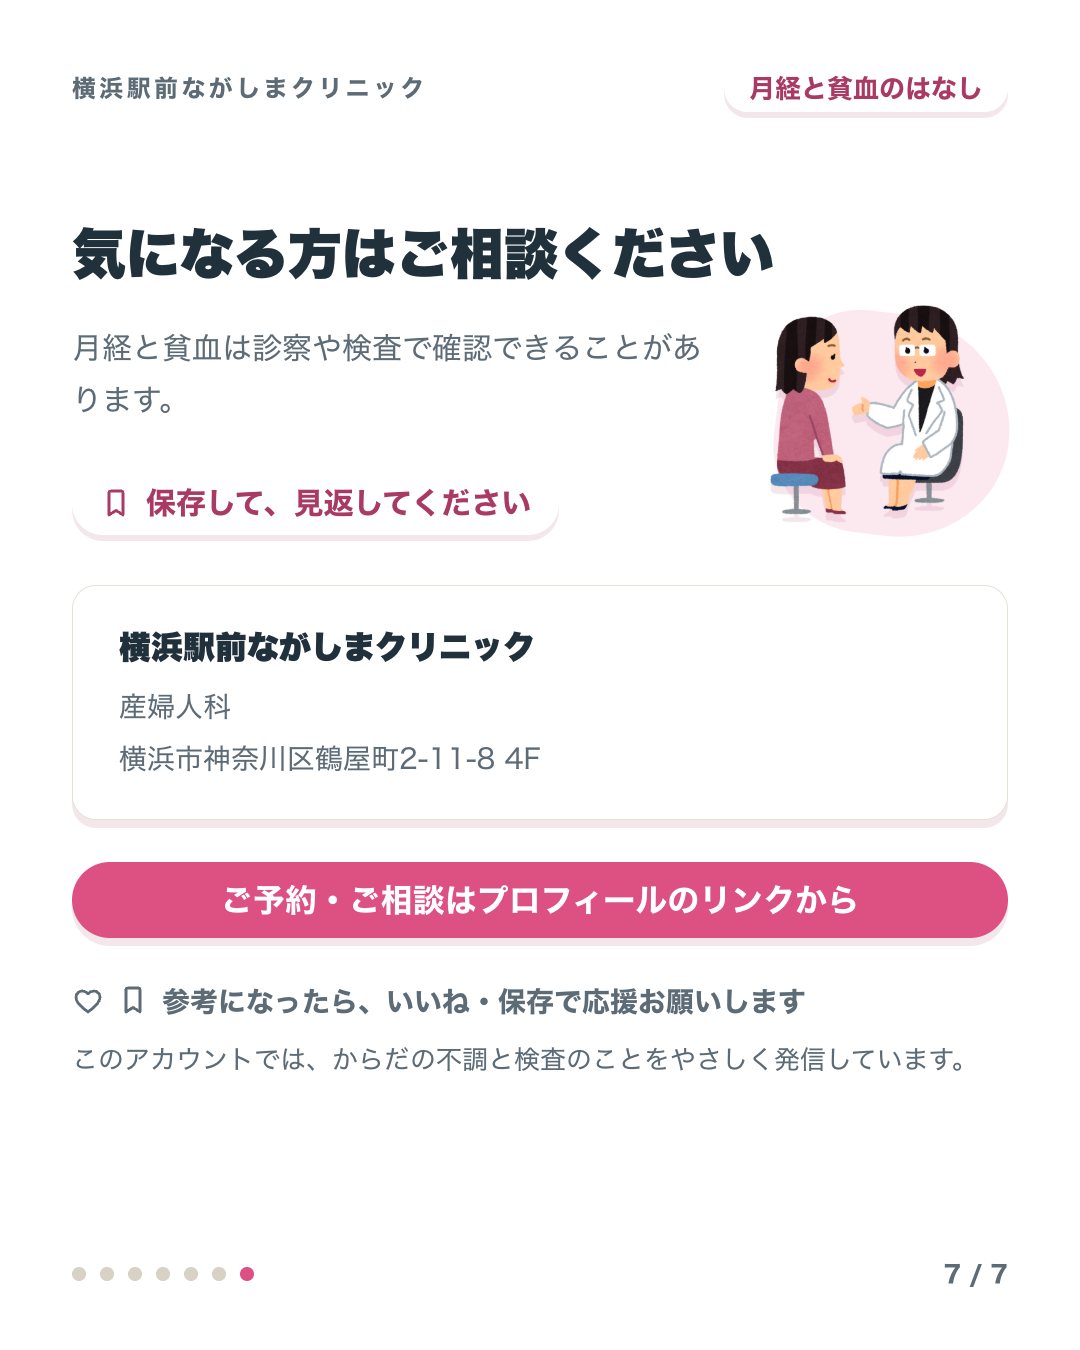 横浜駅前ながしまクリニック
月経と貧血のはなし
気になる方はご相談ください
月経と貧血は診察や検査で確認できることがあ
ります。
保存して、見返してください
横浜駅前ながしまクリニック
産婦人科
横浜市神奈川区鶴屋町2-11-8 4F
ご予約・ご相談はプロフィールのリンクから
参考になったら、いいね・保存で応援お願いします
このアカウントでは、からだの不調と検査のことをやさしく発信しています。
7 / 7